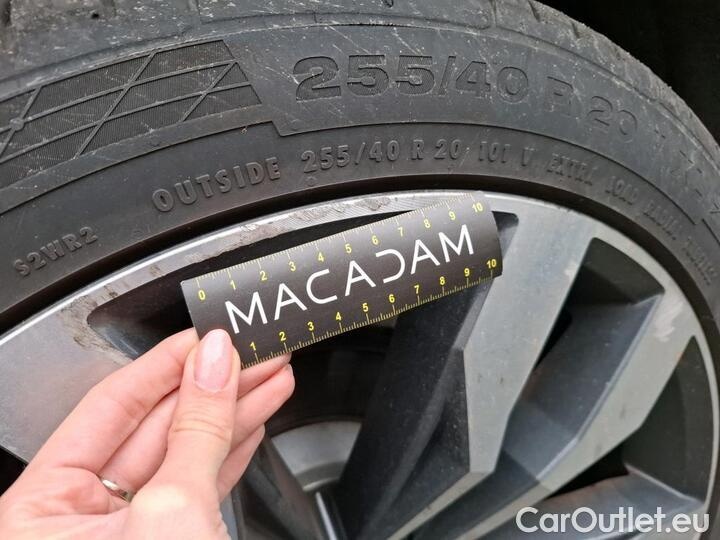 255/40 R 20
OUTSIDE 255/40 R 20 101 V EXTRA LOAD
S2WR2
0 1 2 3 4 5 6 7 8 9 10
MACADAM
1 2 3 4 5 6 7 8 9 10
CarOutlet.eu